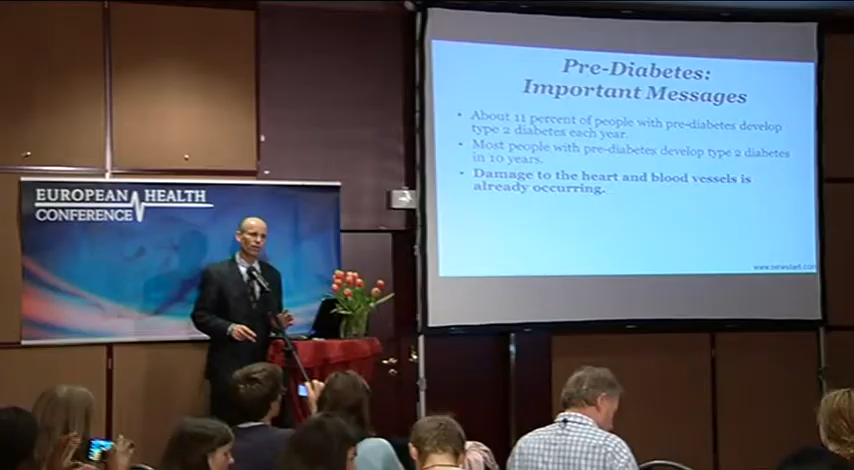 EUROPEAN HEALTH
CONFERENCE
Pre-Diabetes:
Important Messages
• About 11 percent of people with pre-diabetes develop
type 2 diabetes each year.
• Most people with pre-diabetes develop type 2 diabetes
in 10 years.
• Damage to the heart and blood vessels is
already occurring.
www.newstart.com